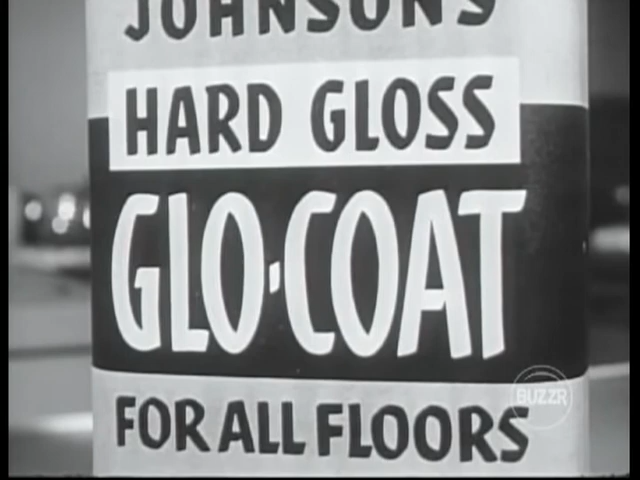 JOHNSON'S
HARD GLOSS
GLO-COAT
FOR ALL FLOORS
BUZZR